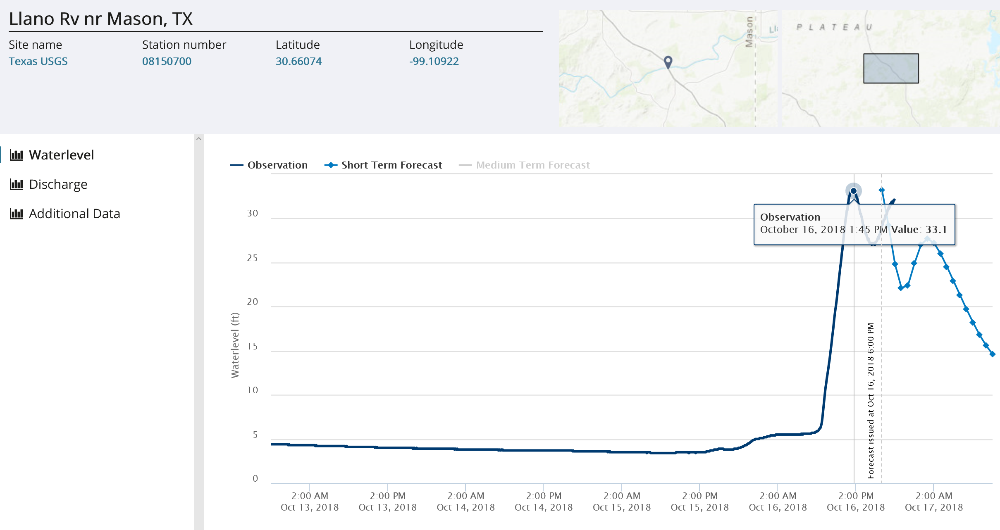 Llano Rv nr Mason, TX
Site name Station number Latitude Longitude
Texas USGS 08150700 30.66074 -99.10922
Mason
PLATEAU
Waterlevel
Discharge
Additional Data
Observation Short Term Forecast Medium Term Forecast
Observation
October 16, 2018 1:45 PM Value: 33.1
Waterlevel (ft)
30
25
20
15
10
5
0
Forecast issued at Oct 16, 2018 6:00 PM
2:00 AM 2:00 PM 2:00 AM 2:00 PM 2:00 AM 2:00 PM 2:00 AM 2:00 PM 2:00 AM
Oct 13, 2018 Oct 13, 2018 Oct 14, 2018 Oct 14, 2018 Oct 15, 2018 Oct 15, 2018 Oct 16, 2018 Oct 16, 2018 Oct 17, 2018